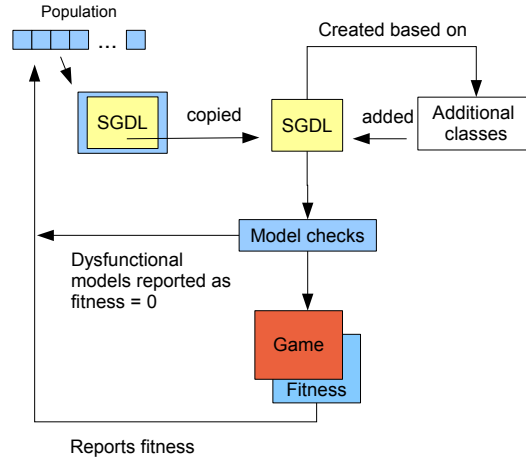 Population
...
Created based on
SGDL
copied
SGDL
added
Additional
classes
Model checks
Dysfunctional
models reported as
fitness = 0
Game
Fitness
Reports fitness